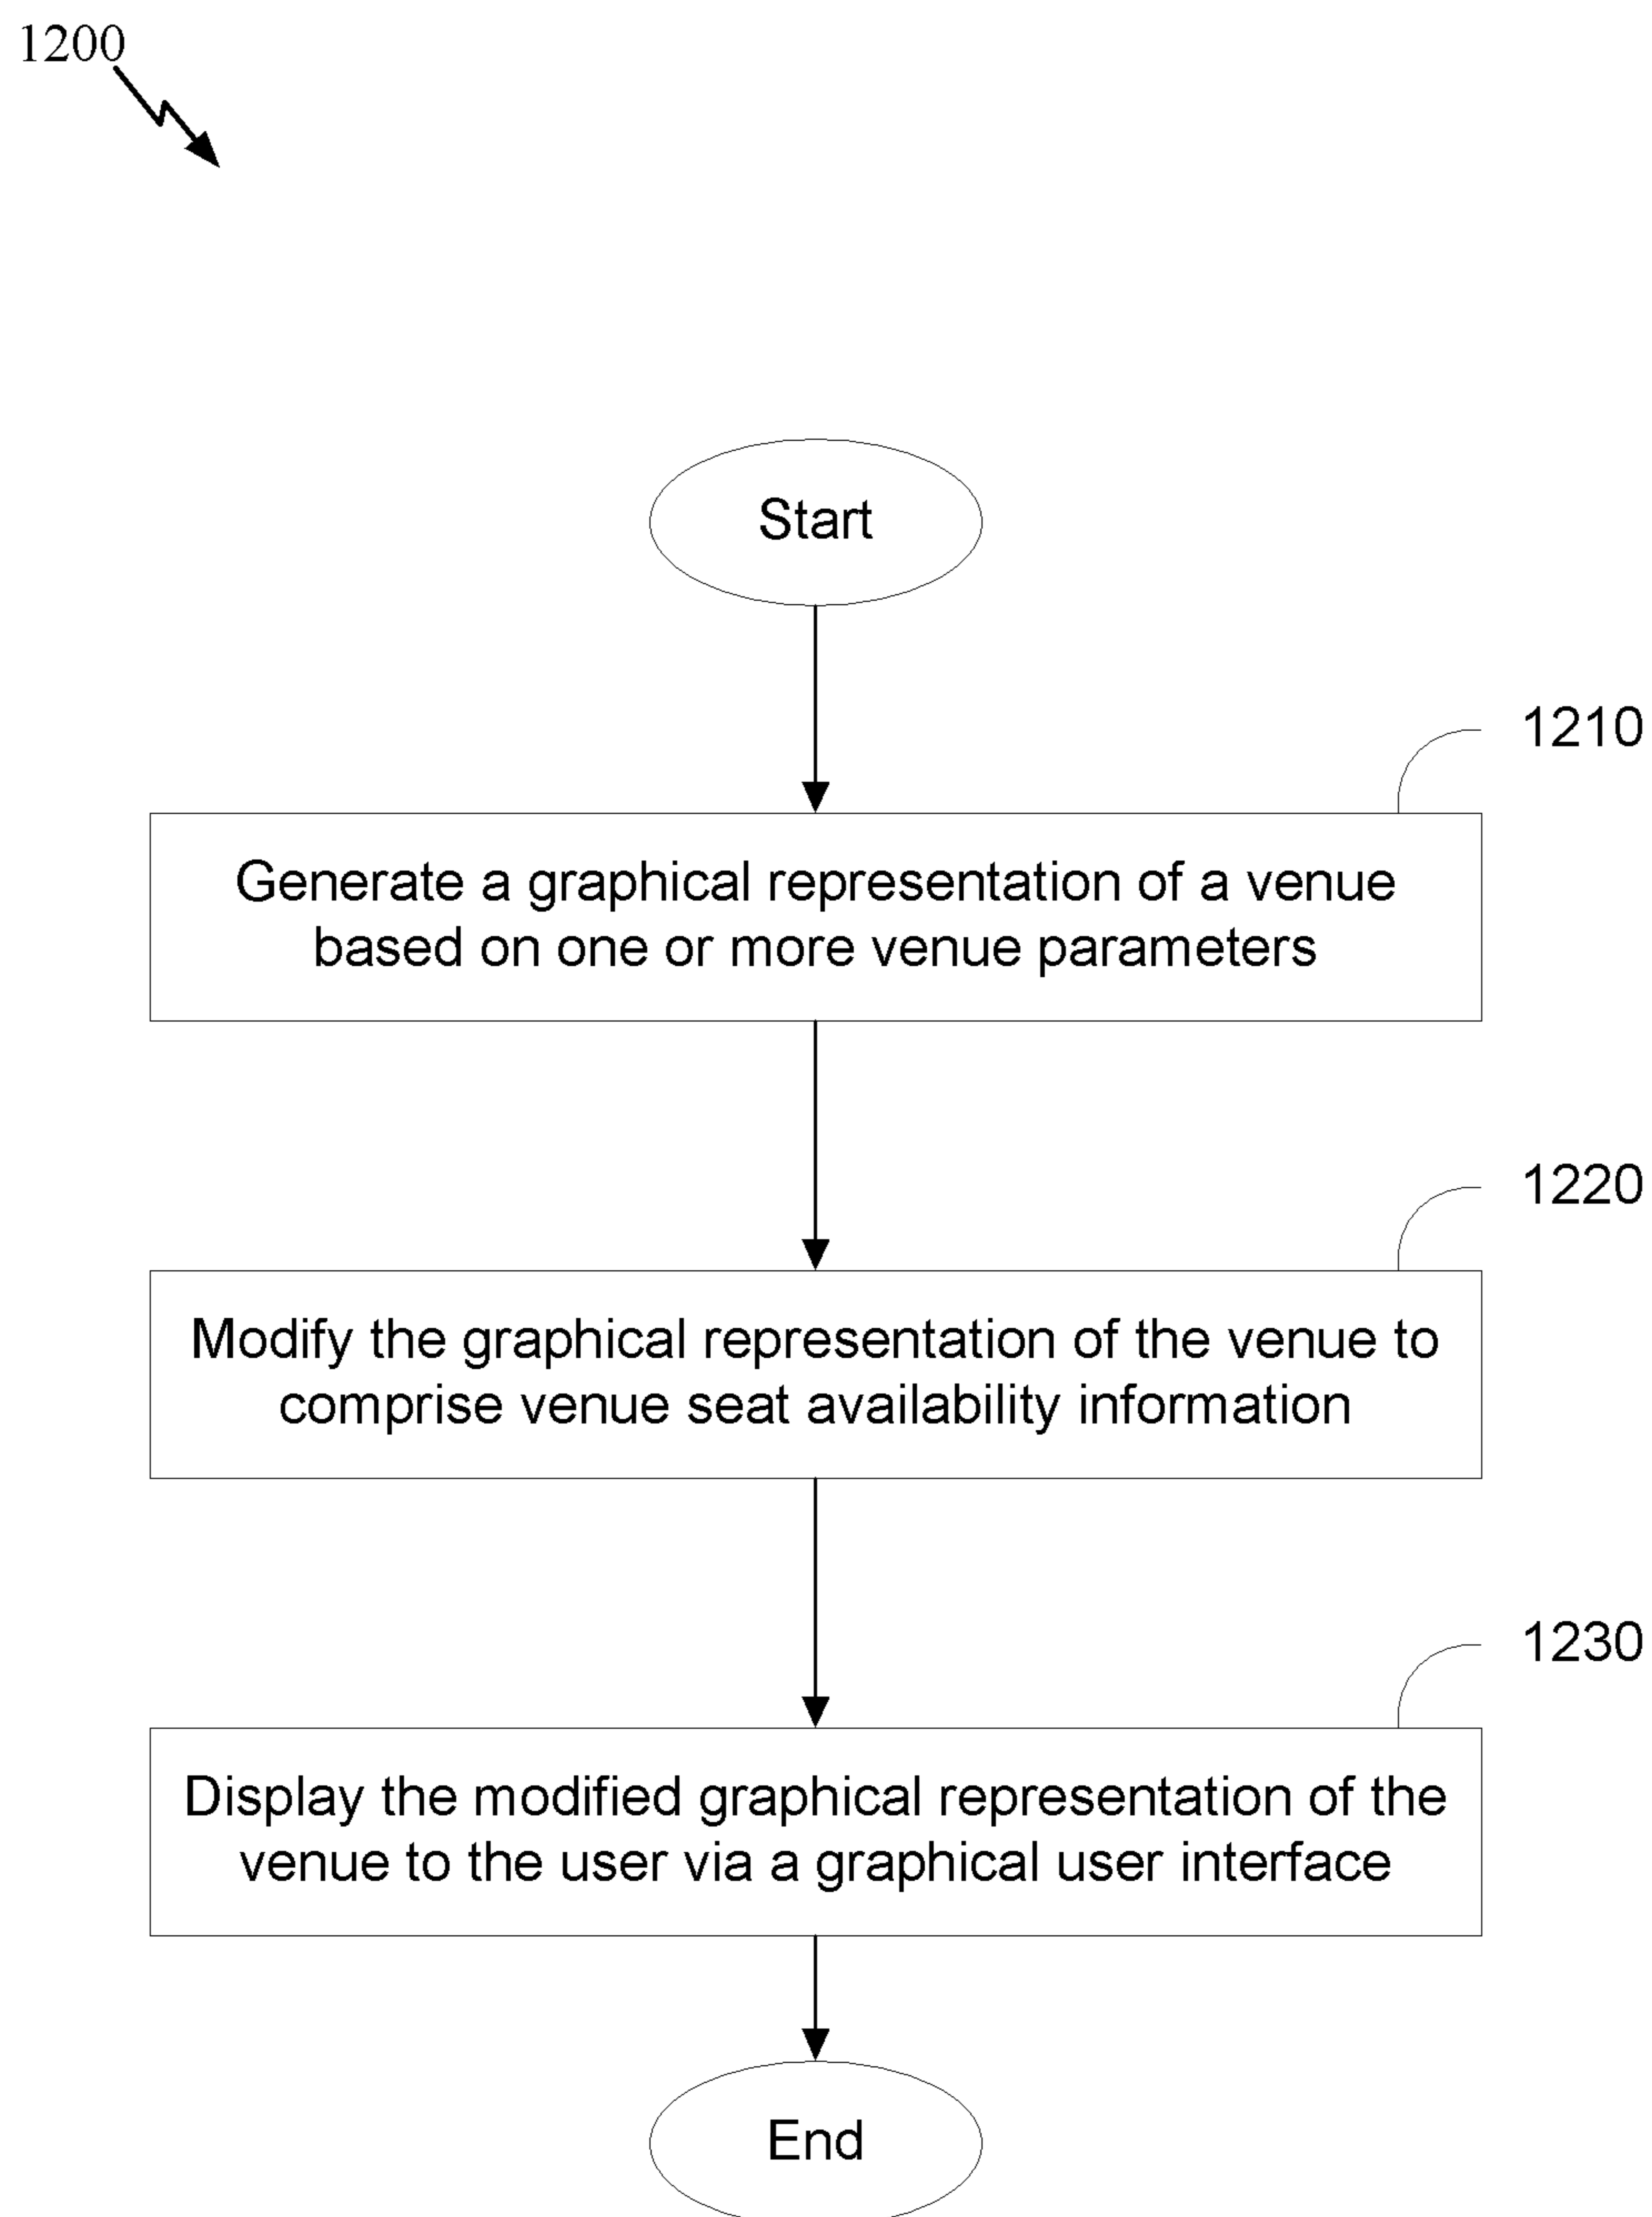 1200
Start
1210
Generate a graphical representation of a venue
based on one or more venue parameters
1220
Modify the graphical representation of the venue to
comprise venue seat availability information
1230
Display the modified graphical representation of the
venue to the user via a graphical user interface
End